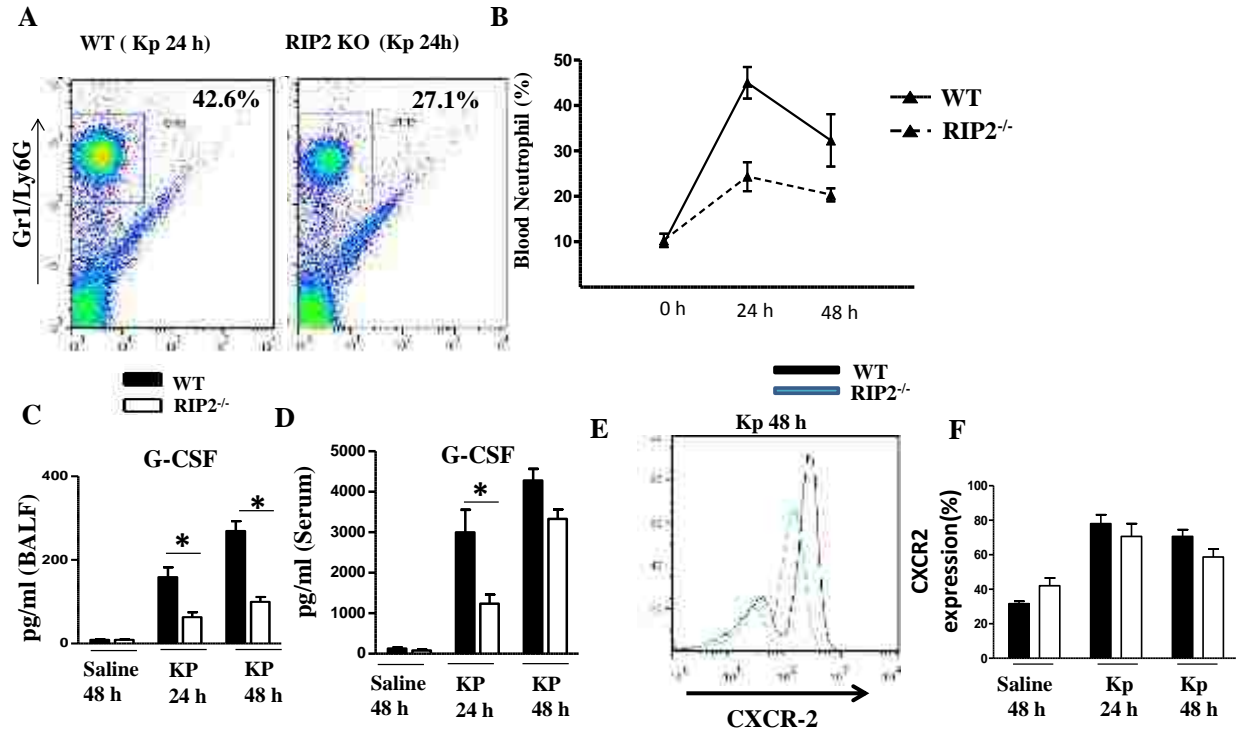 A
WT ( Kp 24 h)
RIP2 KO (Kp 24h)
42.6%
27.1%
Gr1/Ly6G
B
Blood Neutrophil (%)
50
40
30
20
10
0 h
24 h
48 h
WT
RIP2-/-
WT
RIP2-/-
C
G-CSF
pg/ml (BALF)
400
200
0
*
*
Saline
48 h
KP
24 h
KP
48 h
D
G-CSF
pg/ml (Serum)
5000
4000
3000
2000
1000
0
*
Saline
48 h
KP
24 h
KP
48 h
WT
RIP2-/-
E
Kp 48 h
CXCR-2
F
CXCR2
expression(%)
100
80
60
40
20
0
Saline
48 h
Kp
24 h
Kp
48 h